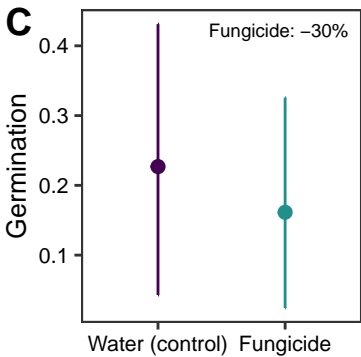 C
Fungicide: −30%
Germination
0.4
0.3
0.2
0.1
Water (control) Fungicide